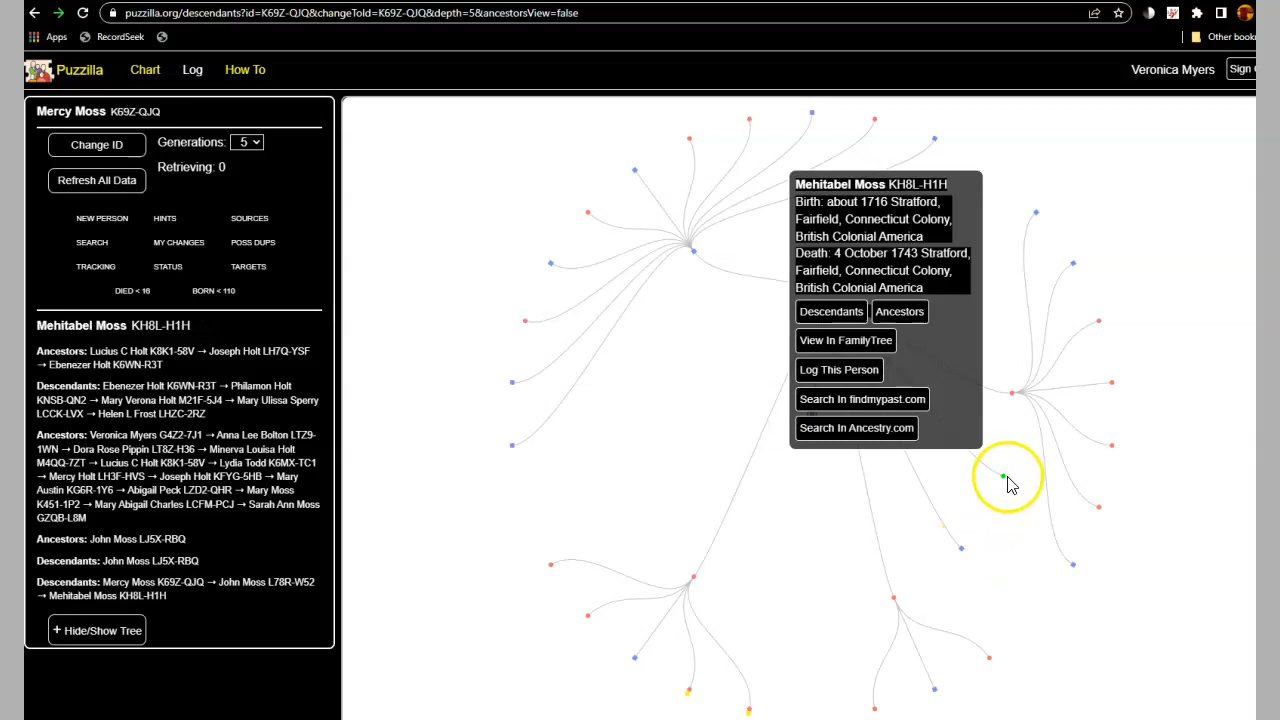 puzzilla.org/descendants?id=K69Z-QJQ&changeToId=K69Z-QJQ&depth=5&ancestorsView=false
Apps RecordSeek Other book
Puzzilla Chart Log How To Veronica Myers Sign
Mercy Moss K69Z-QJQ
Change ID Generations: 5
Retrieving: 0
Refresh All Data
NEW PERSON HINTS SOURCES
SEARCH MY CHANGES POSS DUPS
TRACKING STATUS TARGETS
DIED < 16 BORN < 110
Mehitabel Moss KH8L-H1H
Ancestors: Lucius C Holt K8K1-58V → Joseph Holt LH7Q-YSF
→ Ebenezer Holt K6WN-R3T
Descendants: Ebenezer Holt K6WN-R3T → Philamon Holt
KNSB-QN2 → Mary Verona Holt M21F-5J4 → Mary Ulissa Sperry
LCCK-LVX → Helen L Frost LHZC-2RZ
Ancestors: Veronica Myers G4Z2-7J1 → Anna Lee Bolton LTZ9-
1WN → Dora Rose Pippin LT8Z-H36 → Minerva Louisa Holt
M4QQ-7ZT → Lucius C Holt K8K1-58V → Lydia Todd K6MX-TC1
→ Mercy Holt LH3F-HVS → Joseph Holt KFYG-5HB → Mary
Austin KG6R-1Y6 → Abigail Peck LZD2-QHR → Mary Moss
K451-1P2 → Mary Abigail Charles LCFM-PCJ → Sarah Ann Moss
GZQB-L8M
Ancestors: John Moss LJ5X-RBQ
Descendants: John Moss LJ5X-RBQ
Descendants: Mercy Moss K69Z-QJQ → John Moss L78R-W52
→ Mehitabel Moss KH8L-H1H
+ Hide/Show Tree
Mehitabel Moss KH8L-H1H
Birth: about 1716 Stratford,
Fairfield, Connecticut Colony,
British Colonial America
Death: 4 October 1743 Stratford,
Fairfield, Connecticut Colony,
British Colonial America
Descendants Ancestors
View In FamilyTree
Log This Person
Search In findmypast.com
Search In Ancestry.com